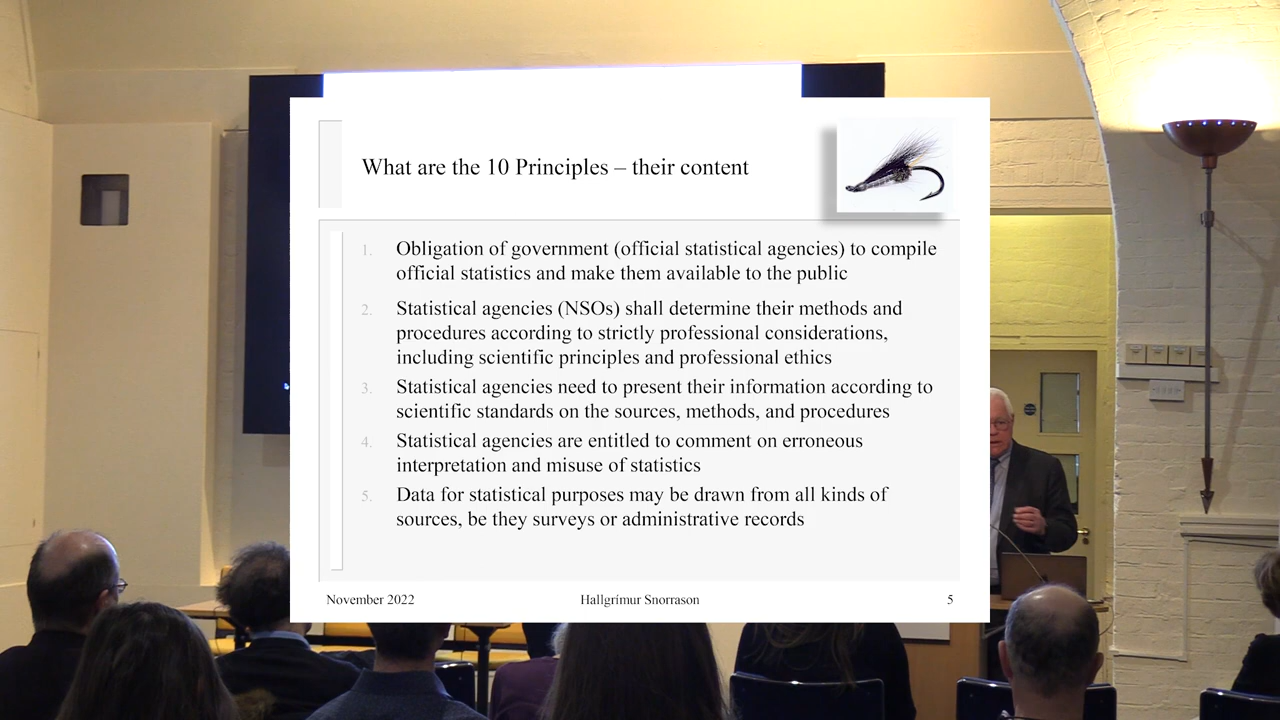 What are the 10 Principles – their content
1. Obligation of government (official statistical agencies) to compile
official statistics and make them available to the public
2. Statistical agencies (NSOs) shall determine their methods and
procedures according to strictly professional considerations,
including scientific principles and professional ethics
3. Statistical agencies need to present their information according to
scientific standards on the sources, methods, and procedures
4. Statistical agencies are entitled to comment on erroneous
interpretation and misuse of statistics
5. Data for statistical purposes may be drawn from all kinds of
sources, be they surveys or administrative records
November 2022 Hallgrímur Snorrason 5